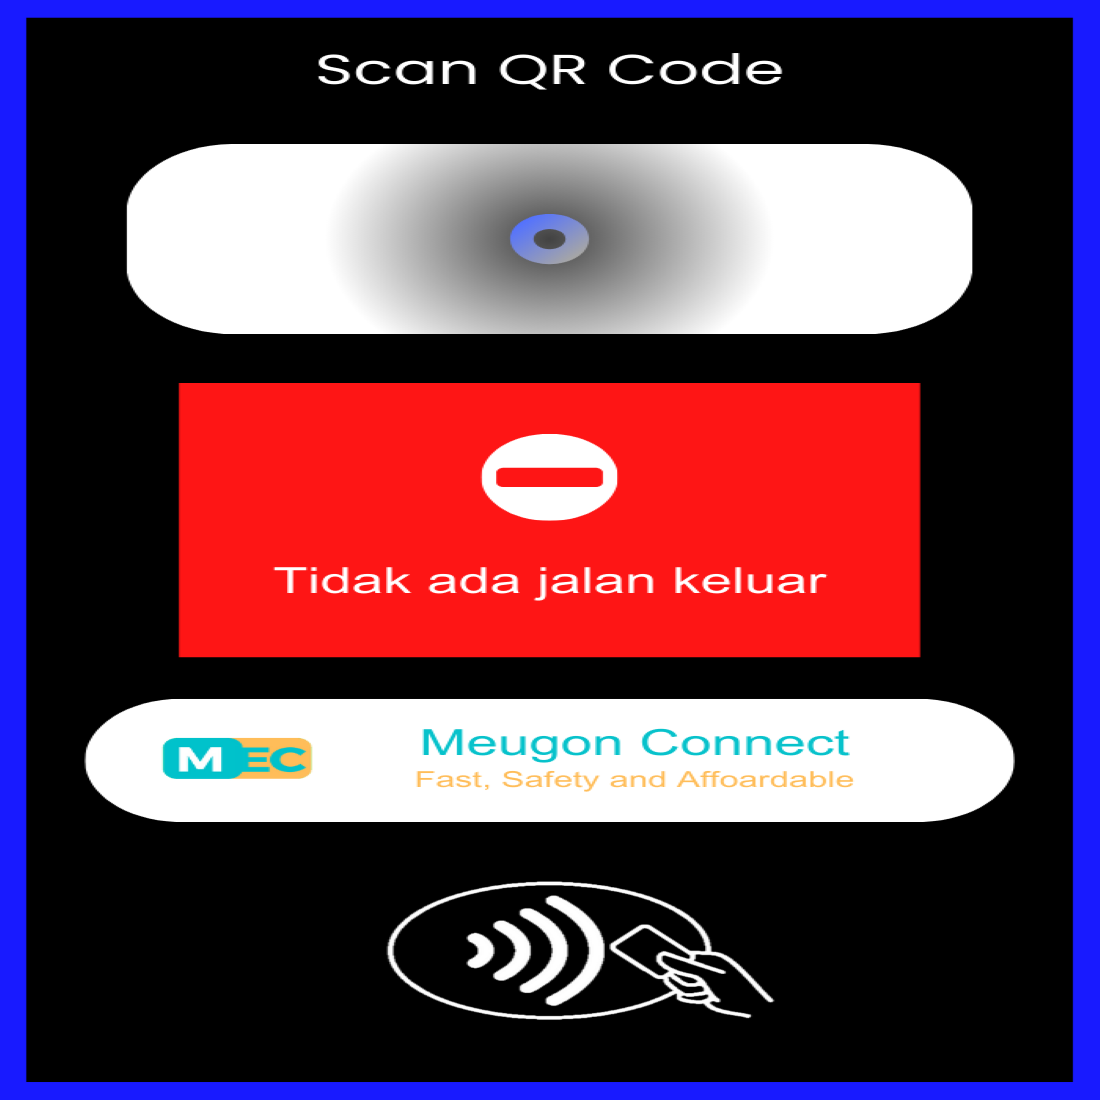 Scan QR Code
Tidak ada jalan keluar
MEC
Meugon Connect
Fast, Safety and Affoardable